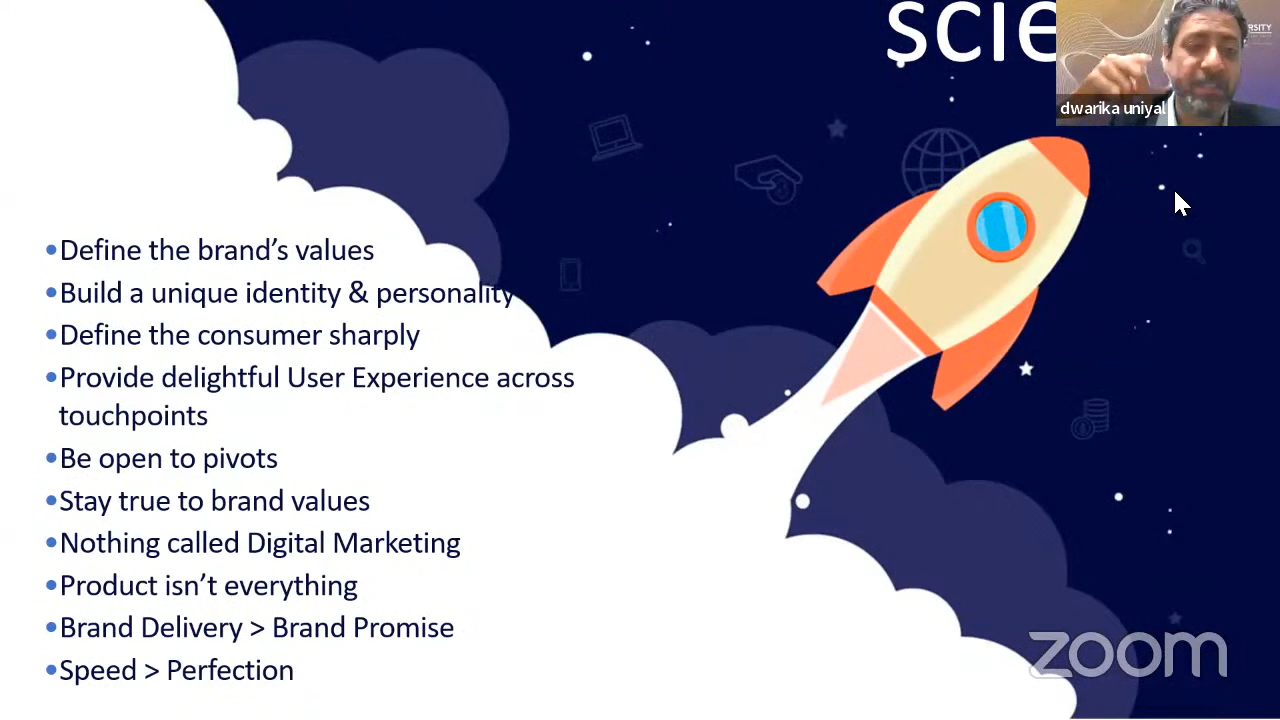 scie
RSITY
dwarika uniyal
•Define the brand’s values
•Build a unique identity & personality
•Define the consumer sharply
•Provide delightful User Experience across
touchpoints
•Be open to pivots
•Stay true to brand values
•Nothing called Digital Marketing
•Product isn’t everything
•Brand Delivery > Brand Promise
•Speed > Perfection
zoom